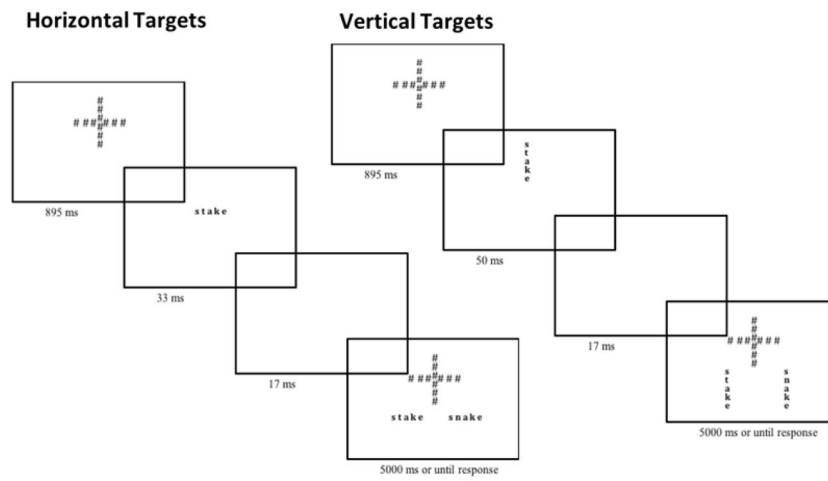 Horizontal Targets
#
#
#
# # # # # # #
#
#
#
895 ms
stake
33 ms
17 ms
#
#
#
# # # # # # #
#
#
#
stake snake
5000 ms or until response
Vertical Targets
#
#
#
# # # # # # #
#
#
#
895 ms
s
t
a
k
e
50 ms
17 ms
#
#
#
# # # # # # #
#
#
#
s s
t n
a a
k k
e e
5000 ms or until response